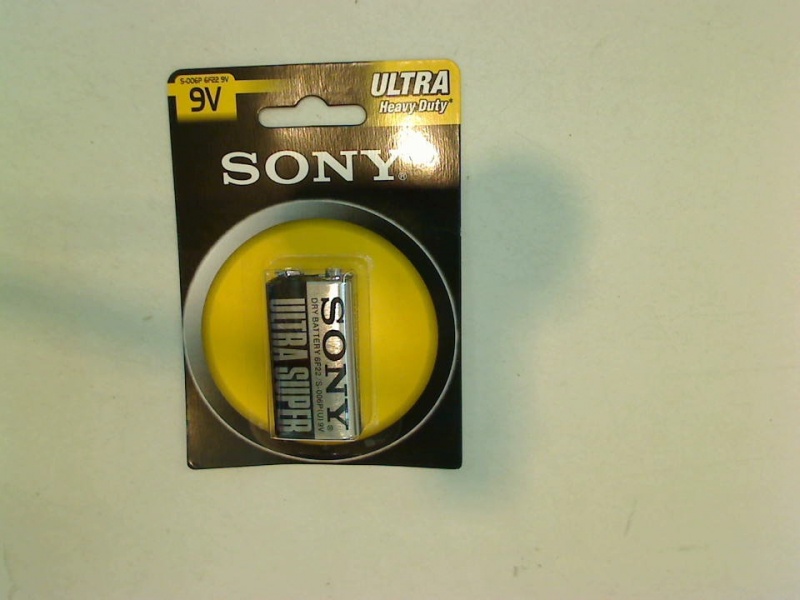 S-006P 6F22 9V
9V
ULTRA
Heavy Duty*
SONY®
SONY®
DRY BATTERY 6F22/S-006P(U) 9V
ULTRA SUPER